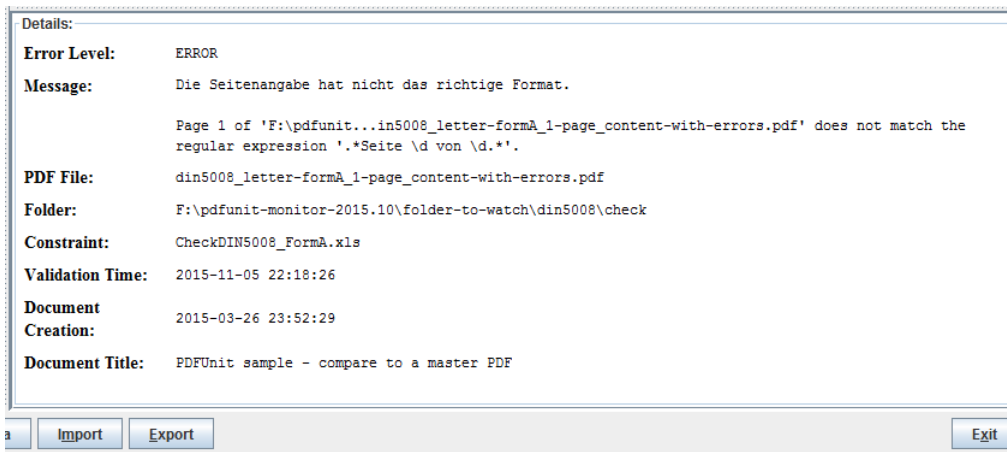 Details:
Error Level: ERROR
Message: Die Seitenangabe hat nicht das richtige Format.
Page 1 of 'F:\pdfunit...in5008_letter-formA_1-page_content-with-errors.pdf' does not match the
regular expression '.*Seite \d von \d.*'.
PDF File: din5008_letter-formA_1-page_content-with-errors.pdf
Folder: F:\pdfunit-monitor-2015.10\folder-to-watch\din5008\check
Constraint: CheckDIN5008_FormA.xls
Validation Time: 2015-11-05 22:18:26
Document
Creation: 2015-03-26 23:52:29
Document Title: PDFUnit sample - compare to a master PDF
a Import Export Exit